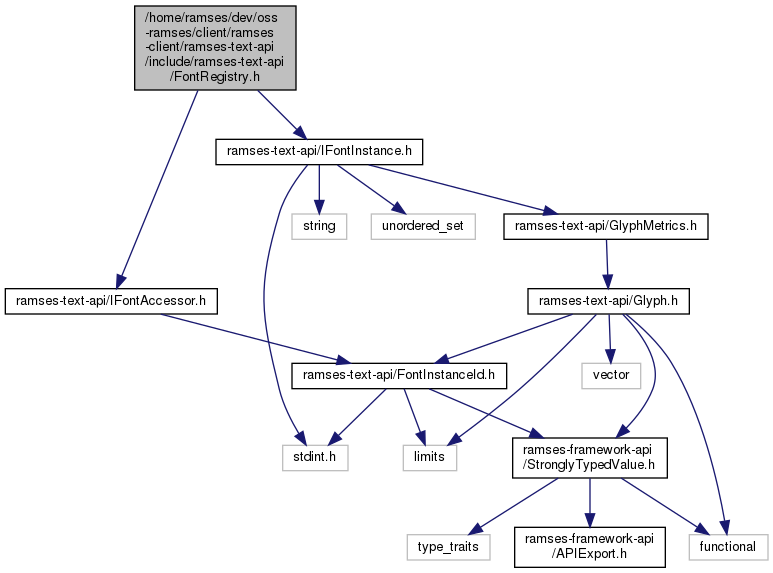 /home/ramses/dev/oss
-ramses/client/ramses
-client/ramses-text-api
/include/ramses-text-api
/FontRegistry.h
ramses-text-api/IFontInstance.h
string
unordered_set
ramses-text-api/GlyphMetrics.h
ramses-text-api/IFontAccessor.h
ramses-text-api/Glyph.h
ramses-text-api/FontInstanceId.h
vector
stdint.h
limits
ramses-framework-api
/StronglyTypedValue.h
type_traits
ramses-framework-api
/APIExport.h
functional